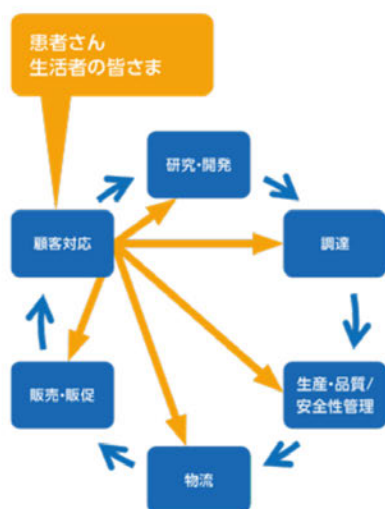 患者さん
生活者の皆さま
研究・開発
顧客対応
調達
販売・販促
生産・品質/
安全性管理
物流